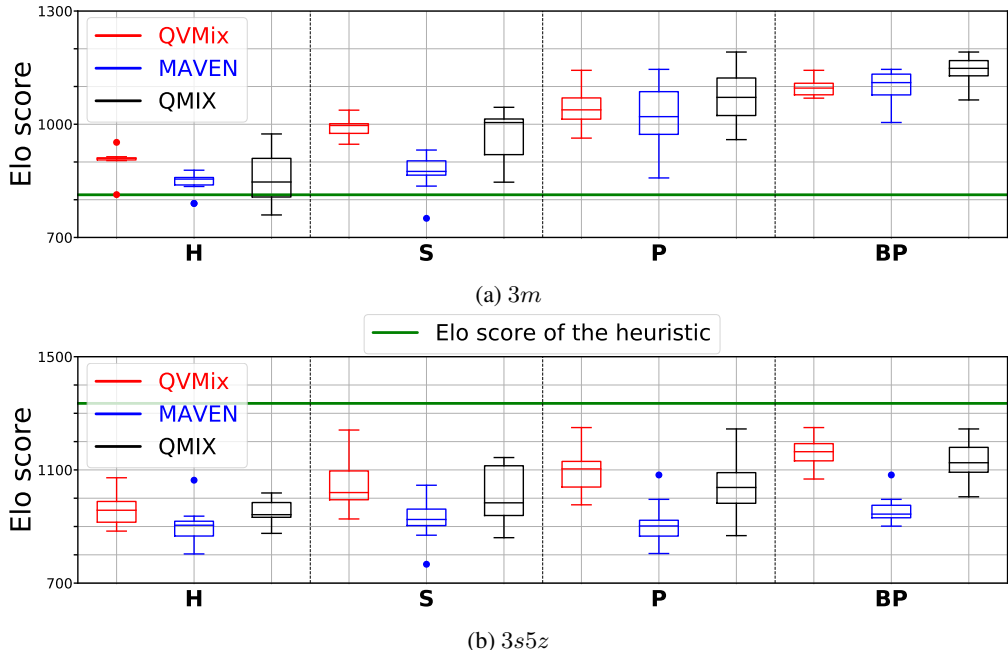 1300
QVMix
MAVEN
QMIX
Elo score
1000
700
H S P BP
(a) 3m
Elo score of the heuristic
1500
QVMix
MAVEN
QMIX
Elo score
1100
700
H S P BP
(b) 3s5z